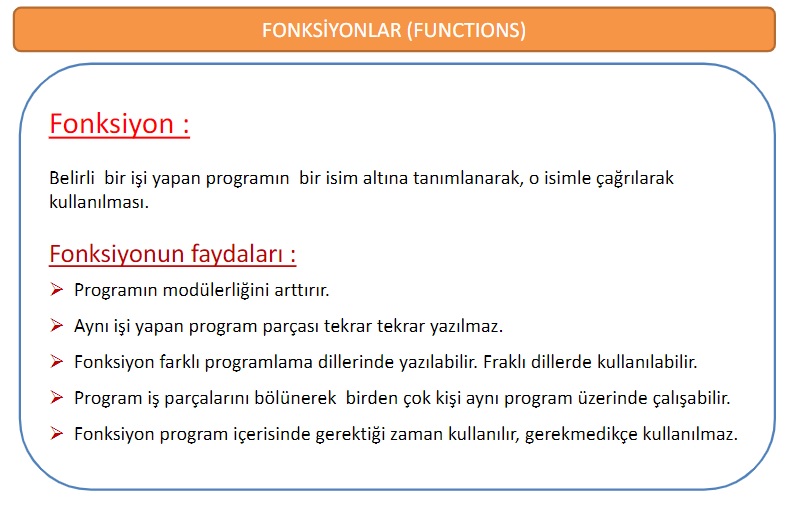 FONKSİYONLAR (FUNCTIONS)
Fonksiyon :
Belirli bir işi yapan programın bir isim altına tanımlanarak, o isimle çağrılarak
kullanılması.
Fonksiyonun faydaları :
Programın modülerliğini arttırır.
Aynı işi yapan program parçası tekrar tekrar yazılmaz.
Fonksiyon farklı programlama dillerinde yazılabilir. Fraklı dillerde kullanılabilir.
Program iş parçalarını bölünerek birden çok kişi aynı program üzerinde çalışabilir.
Fonksiyon program içerisinde gerektiği zaman kullanılır, gerekmedikçe kullanılmaz.